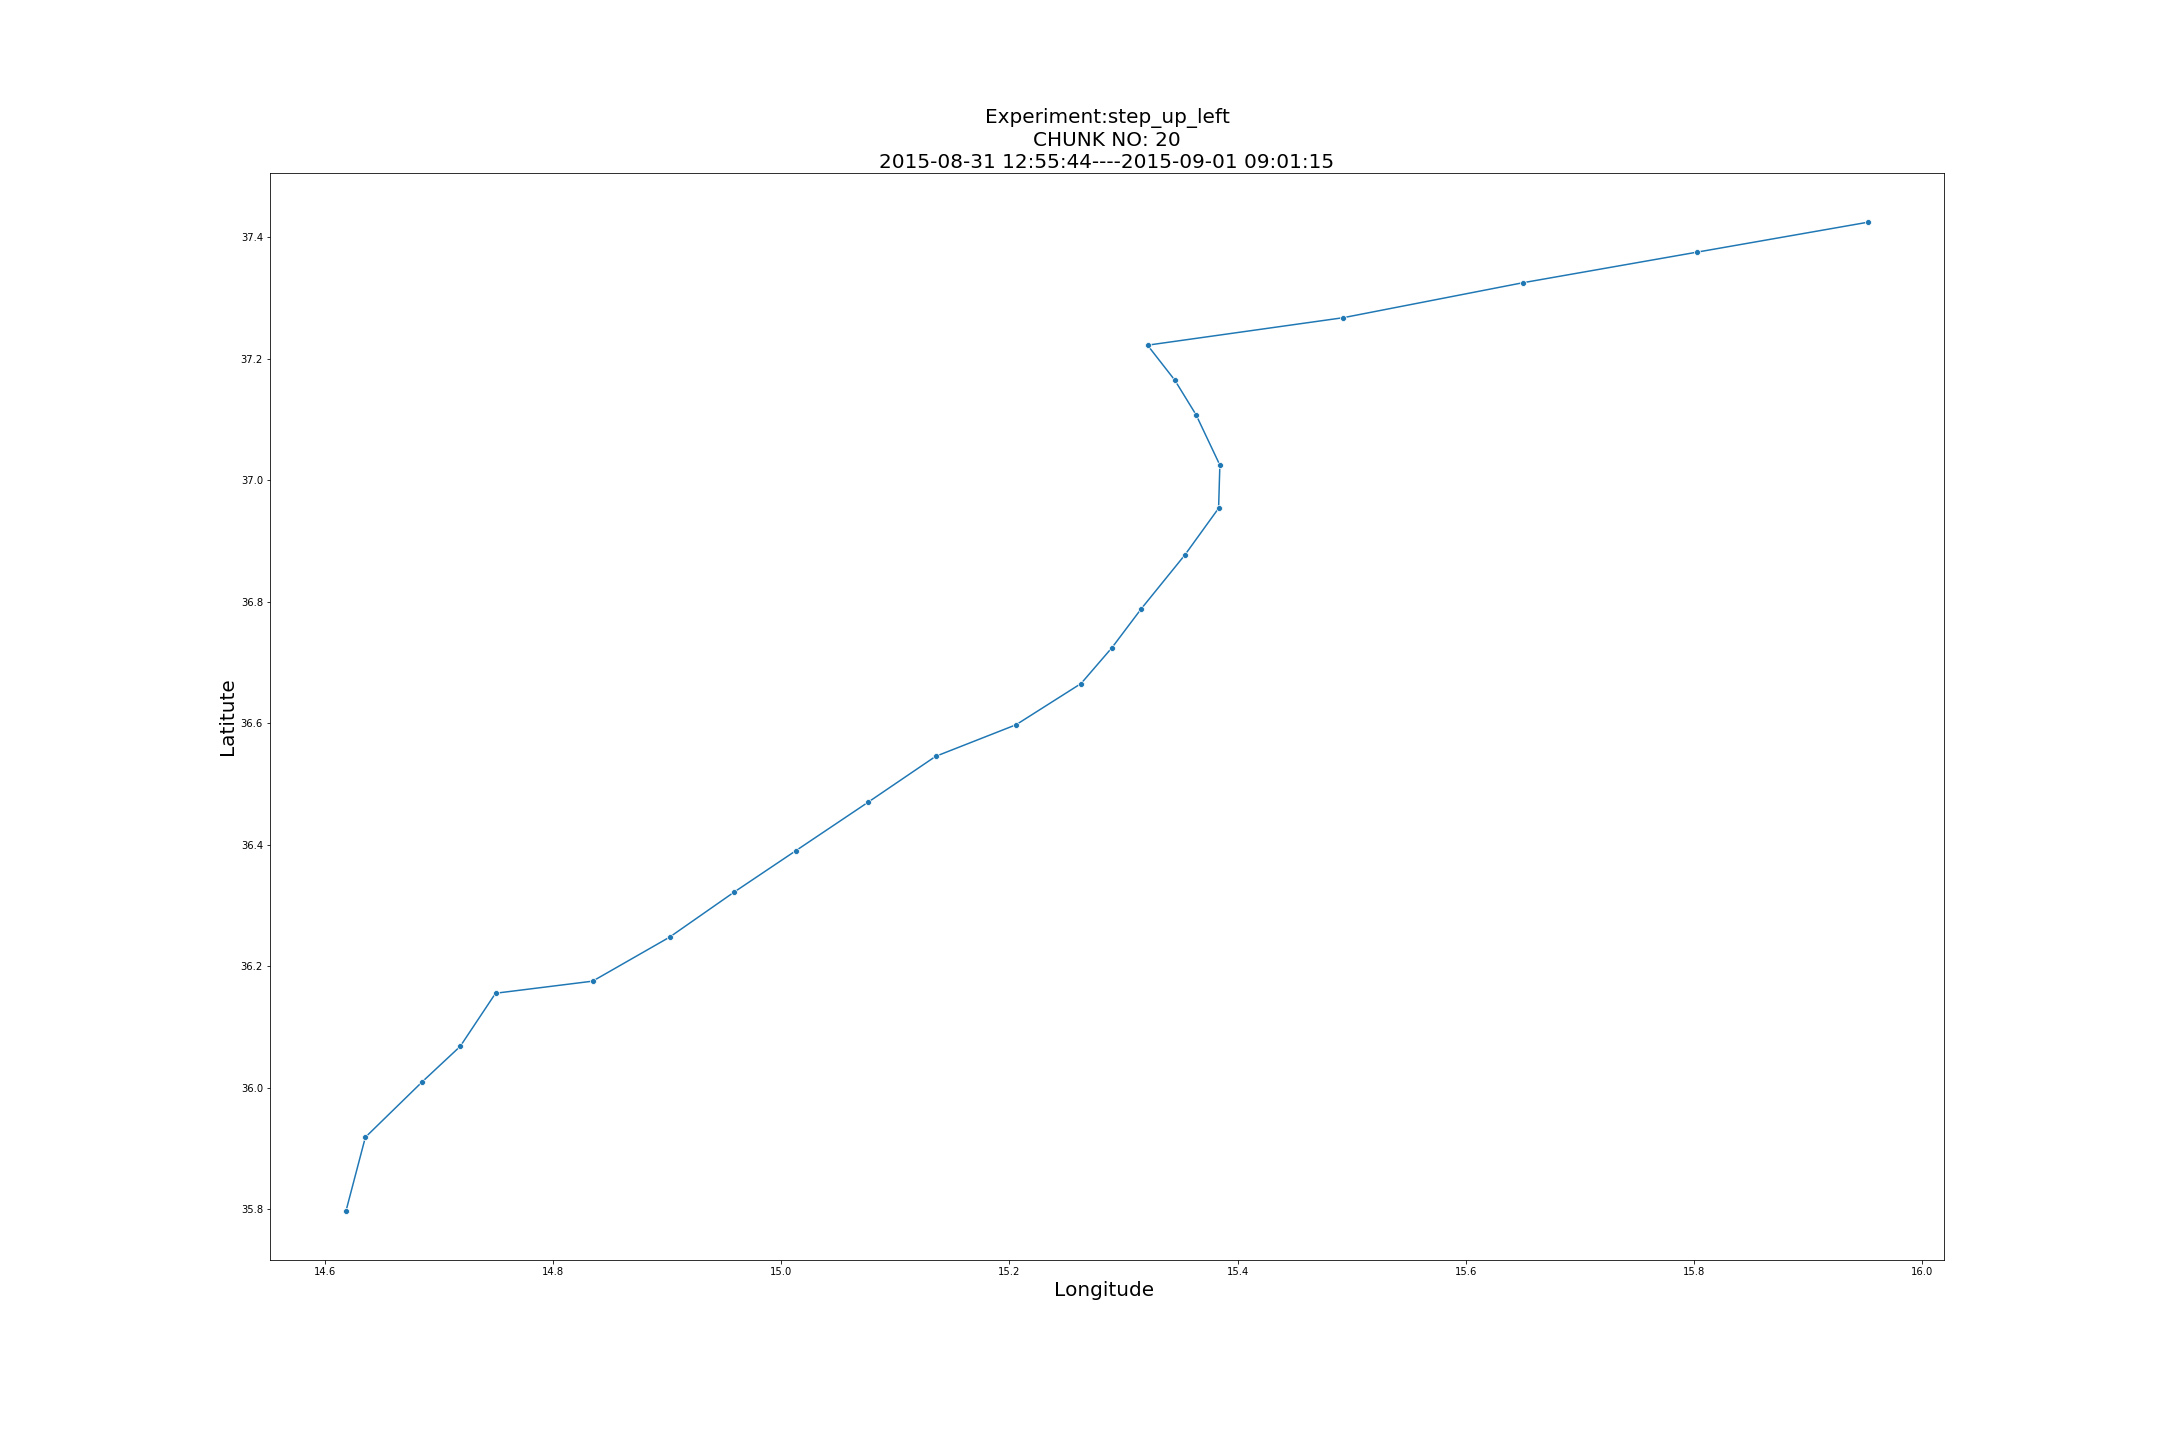 Experiment:step_up_left
CHUNK NO: 20
2015-08-31 12:55:44----2015-09-01 09:01:15
Latitute
37.4
37.2
37.0
36.8
36.6
36.4
36.2
36.0
35.8
14.6 14.8 15.0 15.2 15.4 15.6 15.8 16.0
Longitude